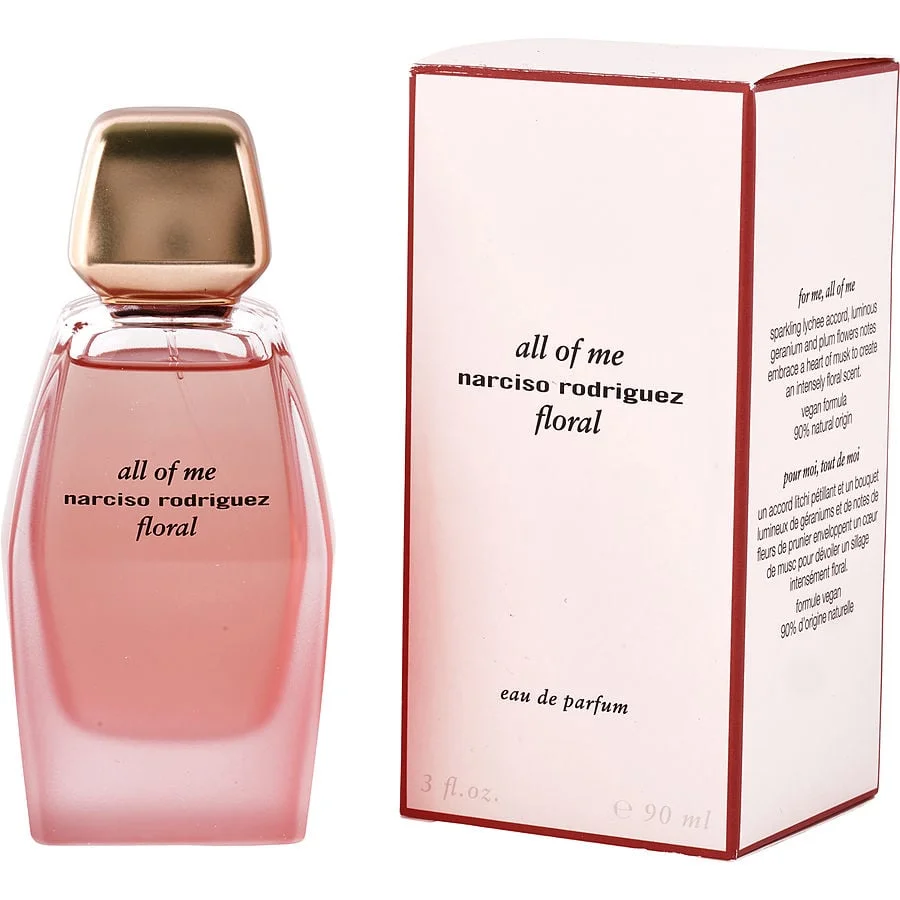 all of me
narciso rodriguez
floral
all of me
narciso rodriguez
floral
eau de parfum
3 fl.oz.
℮ 90 ml
for me, all of me
sparkling lychee accord, luminous
geranium and plum flowers notes
embrace a heart of musk to create
an intensely floral scent.
vegan formula
90% natural origin
pour moi, tout de moi
un accord litchi pétillant et un bouquet
lumineux de géraniums et de notes de
fleurs de prunier enveloppent un cœur
de musc pour dévoiler un sillage
intensément floral.
formule vegan
90% d'origine naturelle